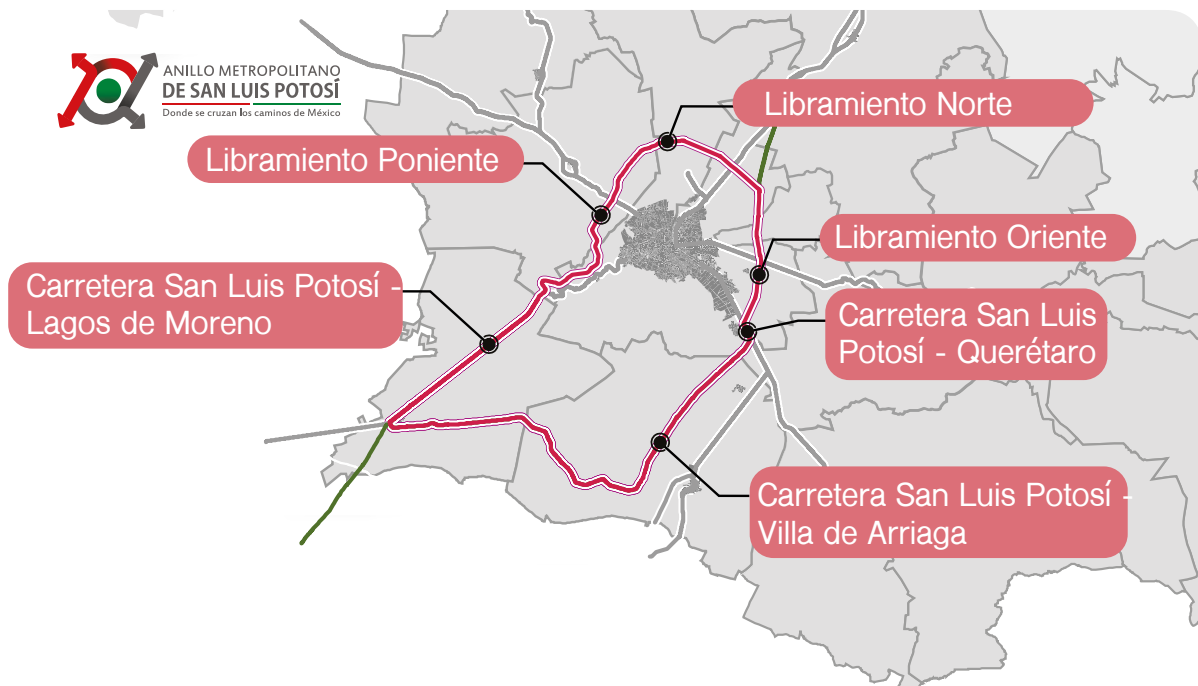 ANILLO METROPOLITANO
DE SAN LUIS POTOSÍ
Donde se cruzan los caminos de México
Libramiento Norte
Libramiento Poniente
Libramiento Oriente
Carretera San Luis Potosí -
Lagos de Moreno
Carretera San Luis
Potosí - Querétaro
Carretera San Luis Potosí -
Villa de Arriaga